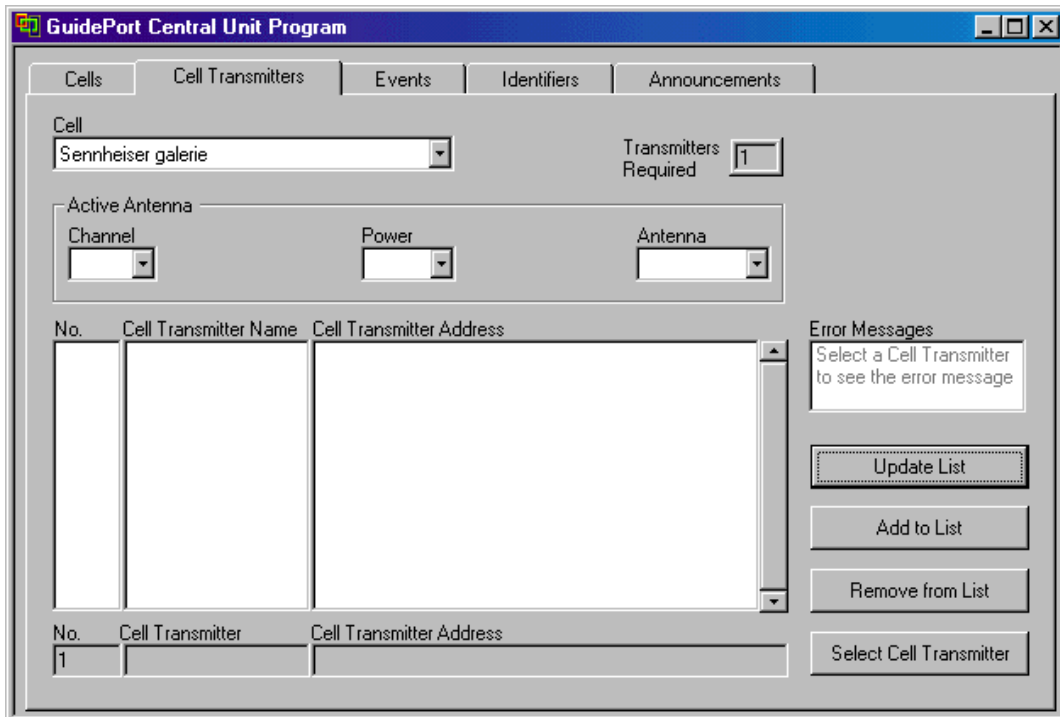 GuidePort Central Unit Program
Cells Cell Transmitters Events Identifiers Announcements
Cell
Sennheiser galerie
Transmitters
Required
1
Active Antenna
Channel Power Antenna
No. Cell Transmitter Name Cell Transmitter Address Error Messages
Select a Cell Transmitter
to see the error message
Update List
Add to List
Remove from List
No. Cell Transmitter Cell Transmitter Address
1
Select Cell Transmitter